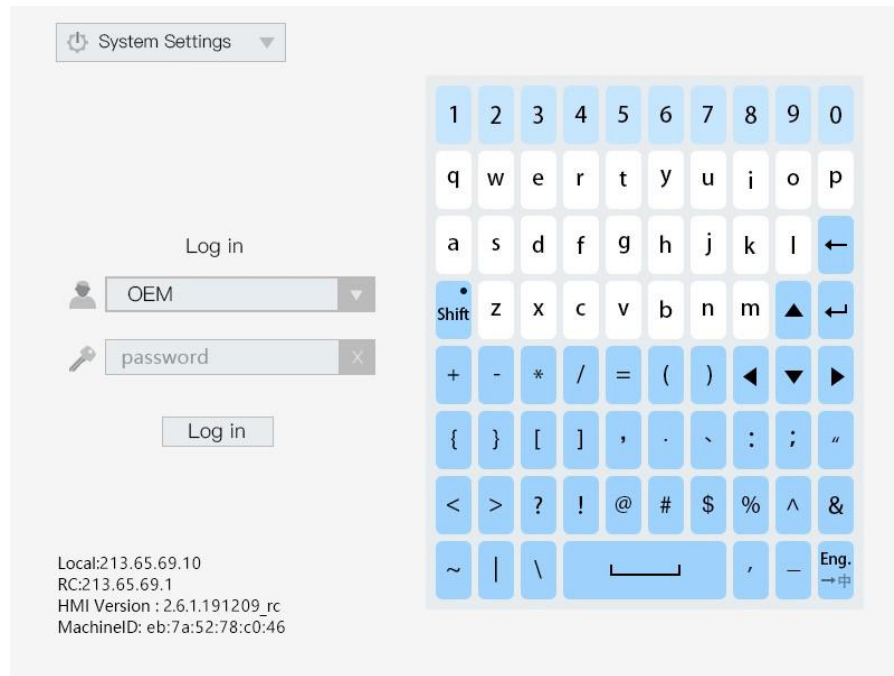 System Settings
Log in
OEM
password
X
Log in
Local:213.65.69.10
RC:213.65.69.1
HMI Version : 2.6.1.191209_rc
MachineID: eb:7a:52:78:c0:46
1 2 3 4 5 6 7 8 9 0
q w e r t y u i o p
a s d f g h j k l ←
Shift z x c v b n m ▲ ↵
+ - * / = ( ) ◀ ▼ ▶
{ } [ ] , . 、 : ; "
< > ? ! @ # $ % ^ &
~ | \ ' _ Eng.
→中